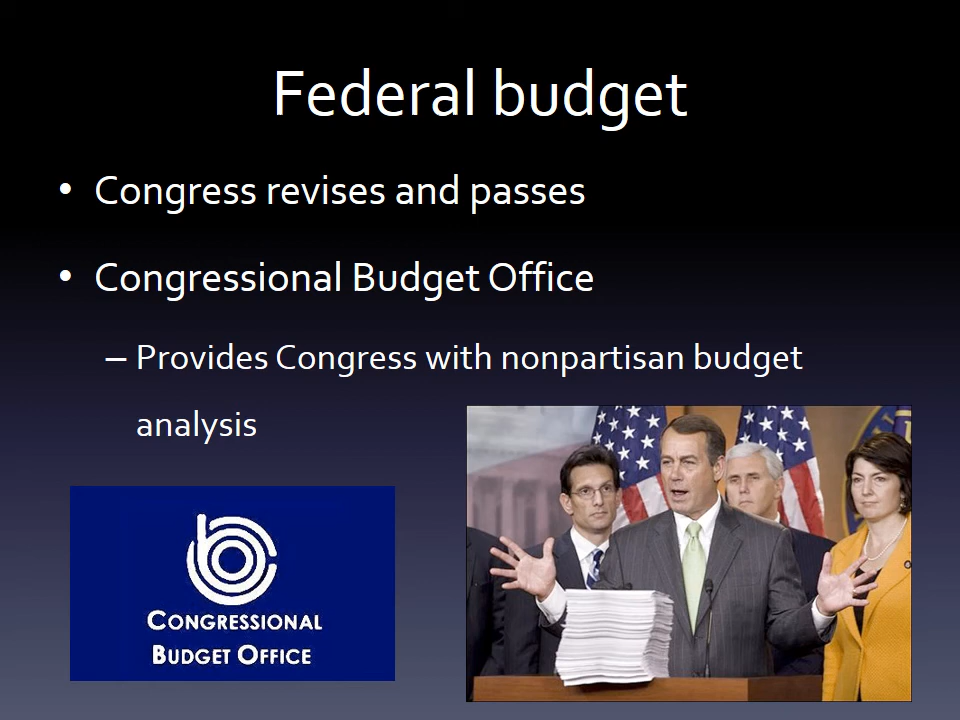 Federal budget
• Congress revises and passes
• Congressional Budget Office
– Provides Congress with nonpartisan budget
analysis
CONGRESSIONAL
BUDGET OFFICE